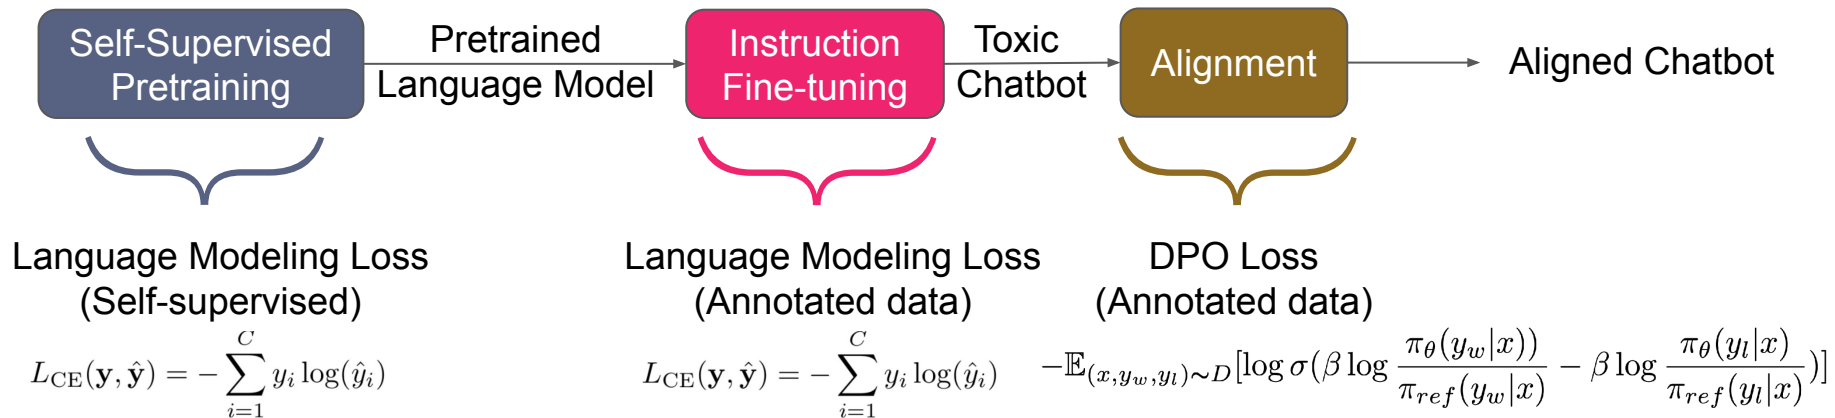 Self-Supervised
Pretraining
Pretrained
Language Model
Instruction
Fine-tuning
Toxic
Chatbot
Alignment
Aligned Chatbot
Language Modeling Loss
(Self-supervised)
L_CE(y, ŷ) = − ∑_{i=1}^{C} y_i log(ŷ_i)
Language Modeling Loss
(Annotated data)
L_CE(y, ŷ) = − ∑_{i=1}^{C} y_i log(ŷ_i)
DPO Loss
(Annotated data)
−𝔼_{(x,y_w,y_l)∼D}[log σ(β log π_θ(y_w|x))/π_ref(y_w|x) − β log π_θ(y_l|x)/π_ref(y_l|x))]